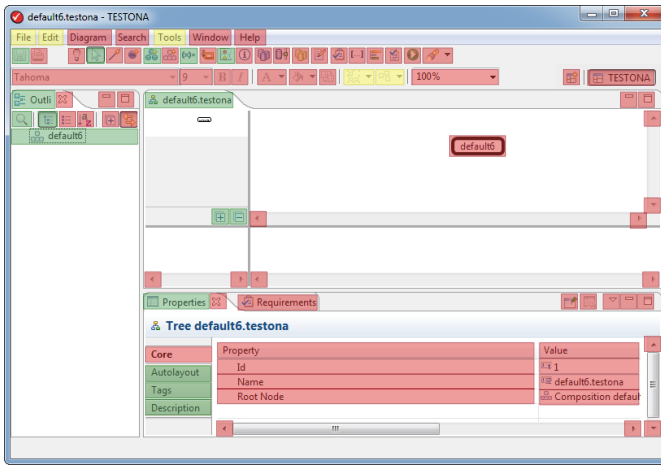 default6.testona - TESTONA
File Edit Diagram Search Tools Window Help
Tahoma 9 B I A 100% TESTONA
Outli default6.testona
default6
default6
Properties Requirements
Tree default6.testona
Core
Autolayout
Tags
Description
Property Value
Id 1
Name default6.testona
Root Node Composition defaul